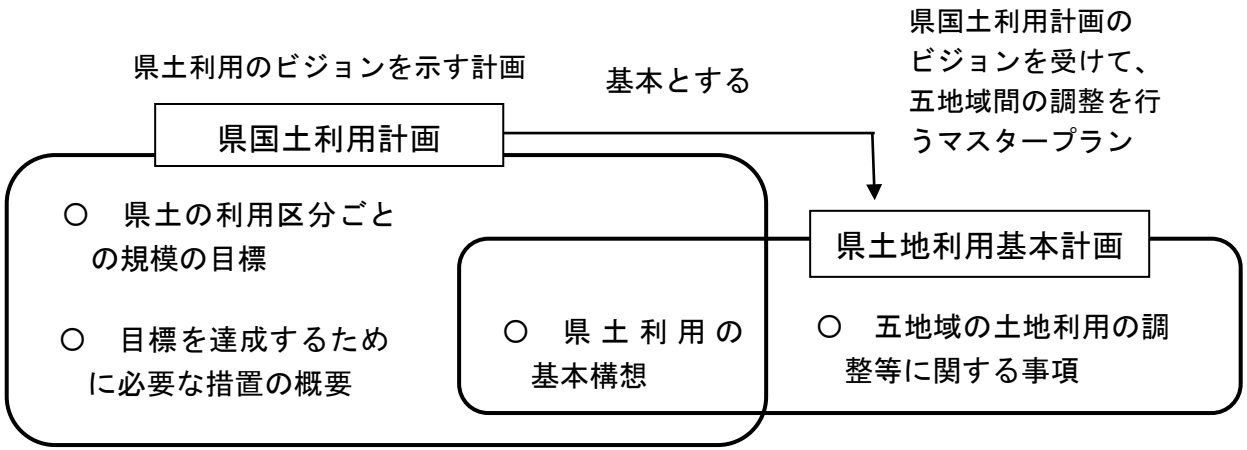 県土利用のビジョンを示す計画
基本とする
県国土利用計画の
ビジョンを受けて、
五地域間の調整を行
うマスタープラン
県国土利用計画
○　県土の利用区分ごと
の規模の目標
○　目標を達成するため
に必要な措置の概要
県土地利用基本計画
○　県土利用の
基本構想
○　五地域の土地利用の調
整等に関する事項